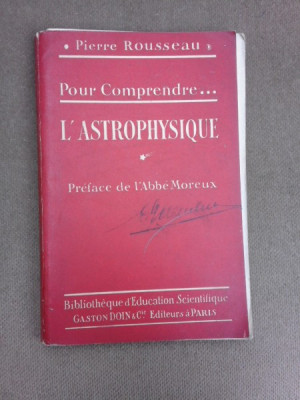 • Pierre Rousseau •
Pour Comprendre...
L'ASTROPHYSIQUE
*
Préface de l'Abbé Moreux
Bibliothèque d'Education Scientifique
GASTON DOIN & Cie Editeurs à PARIS